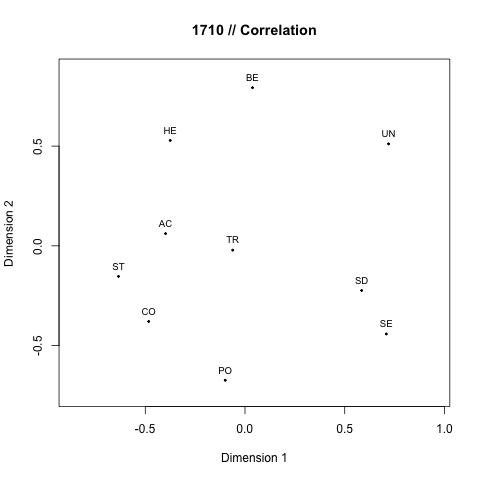 1710 // Correlation
BE
HE
UN
AC
TR
ST
SD
CO
SE
PO
Dimension 2
0.5
0.0
-0.5
-0.5
0.0
0.5
1.0
Dimension 1